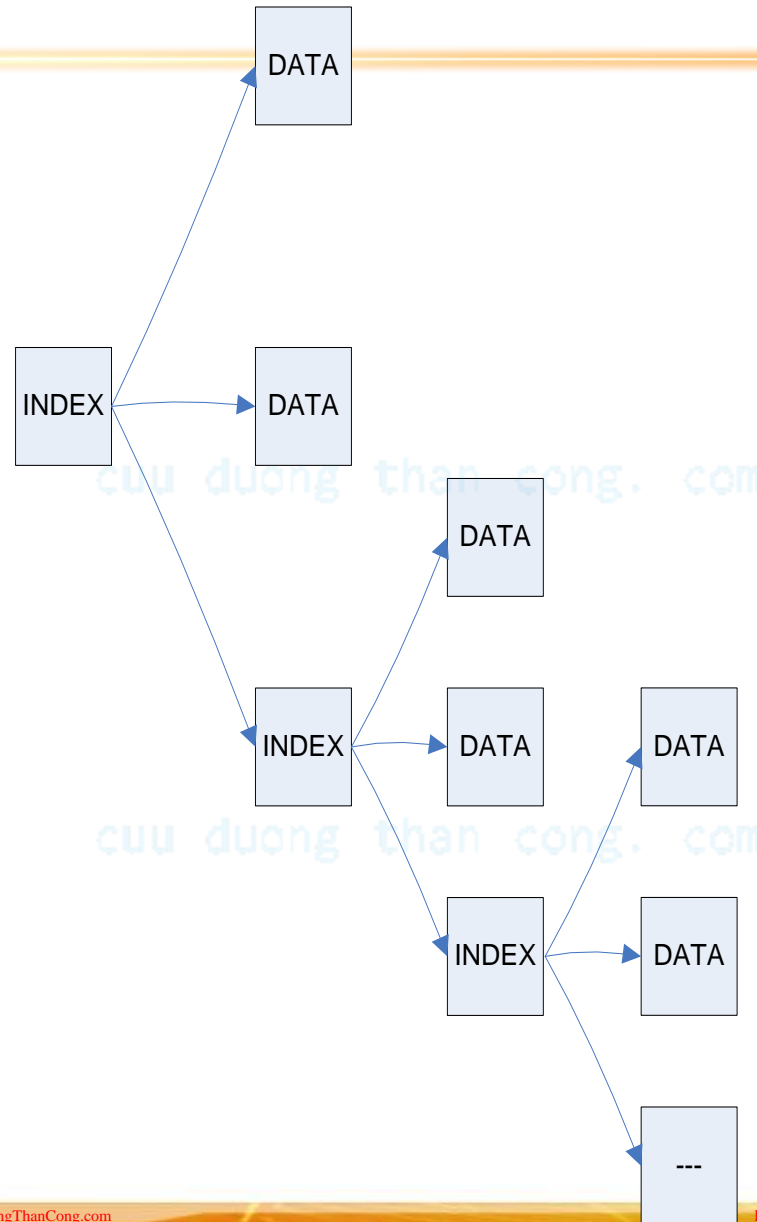 DATA
INDEX
DATA
cuu duong than cong. com
DATA
INDEX
DATA
DATA
cuu duong than cong. com
INDEX
DATA
---
ngThanCong.com